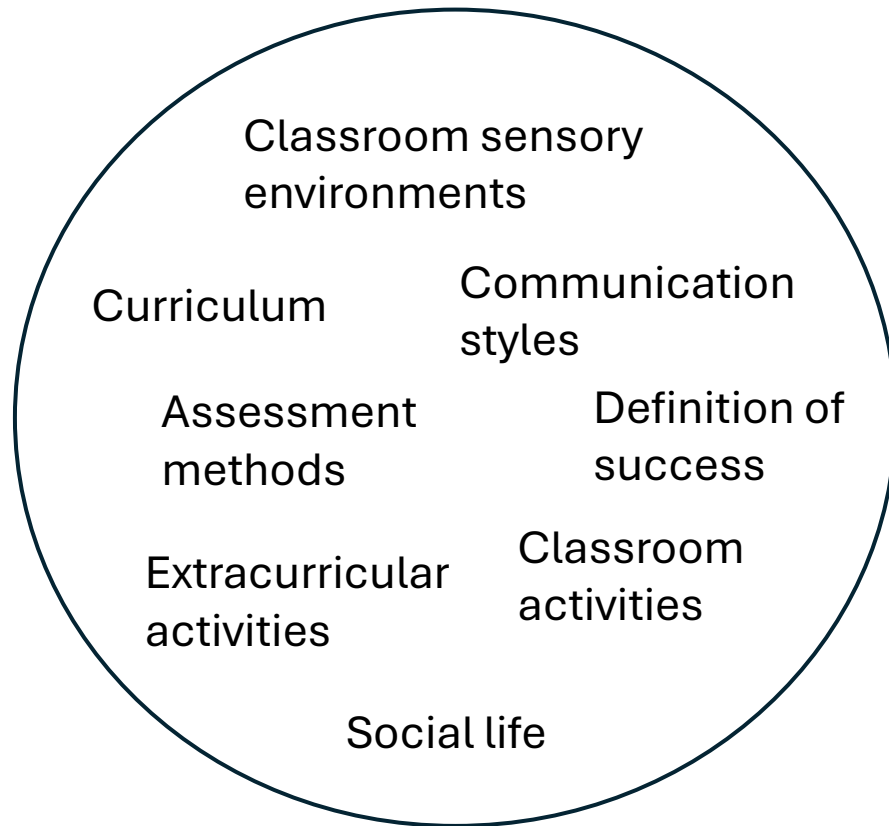 Classroom sensory
environments
Curriculum
Communication
styles
Assessment
methods
Definition of
success
Extracurricular
activities
Classroom
activities
Social life